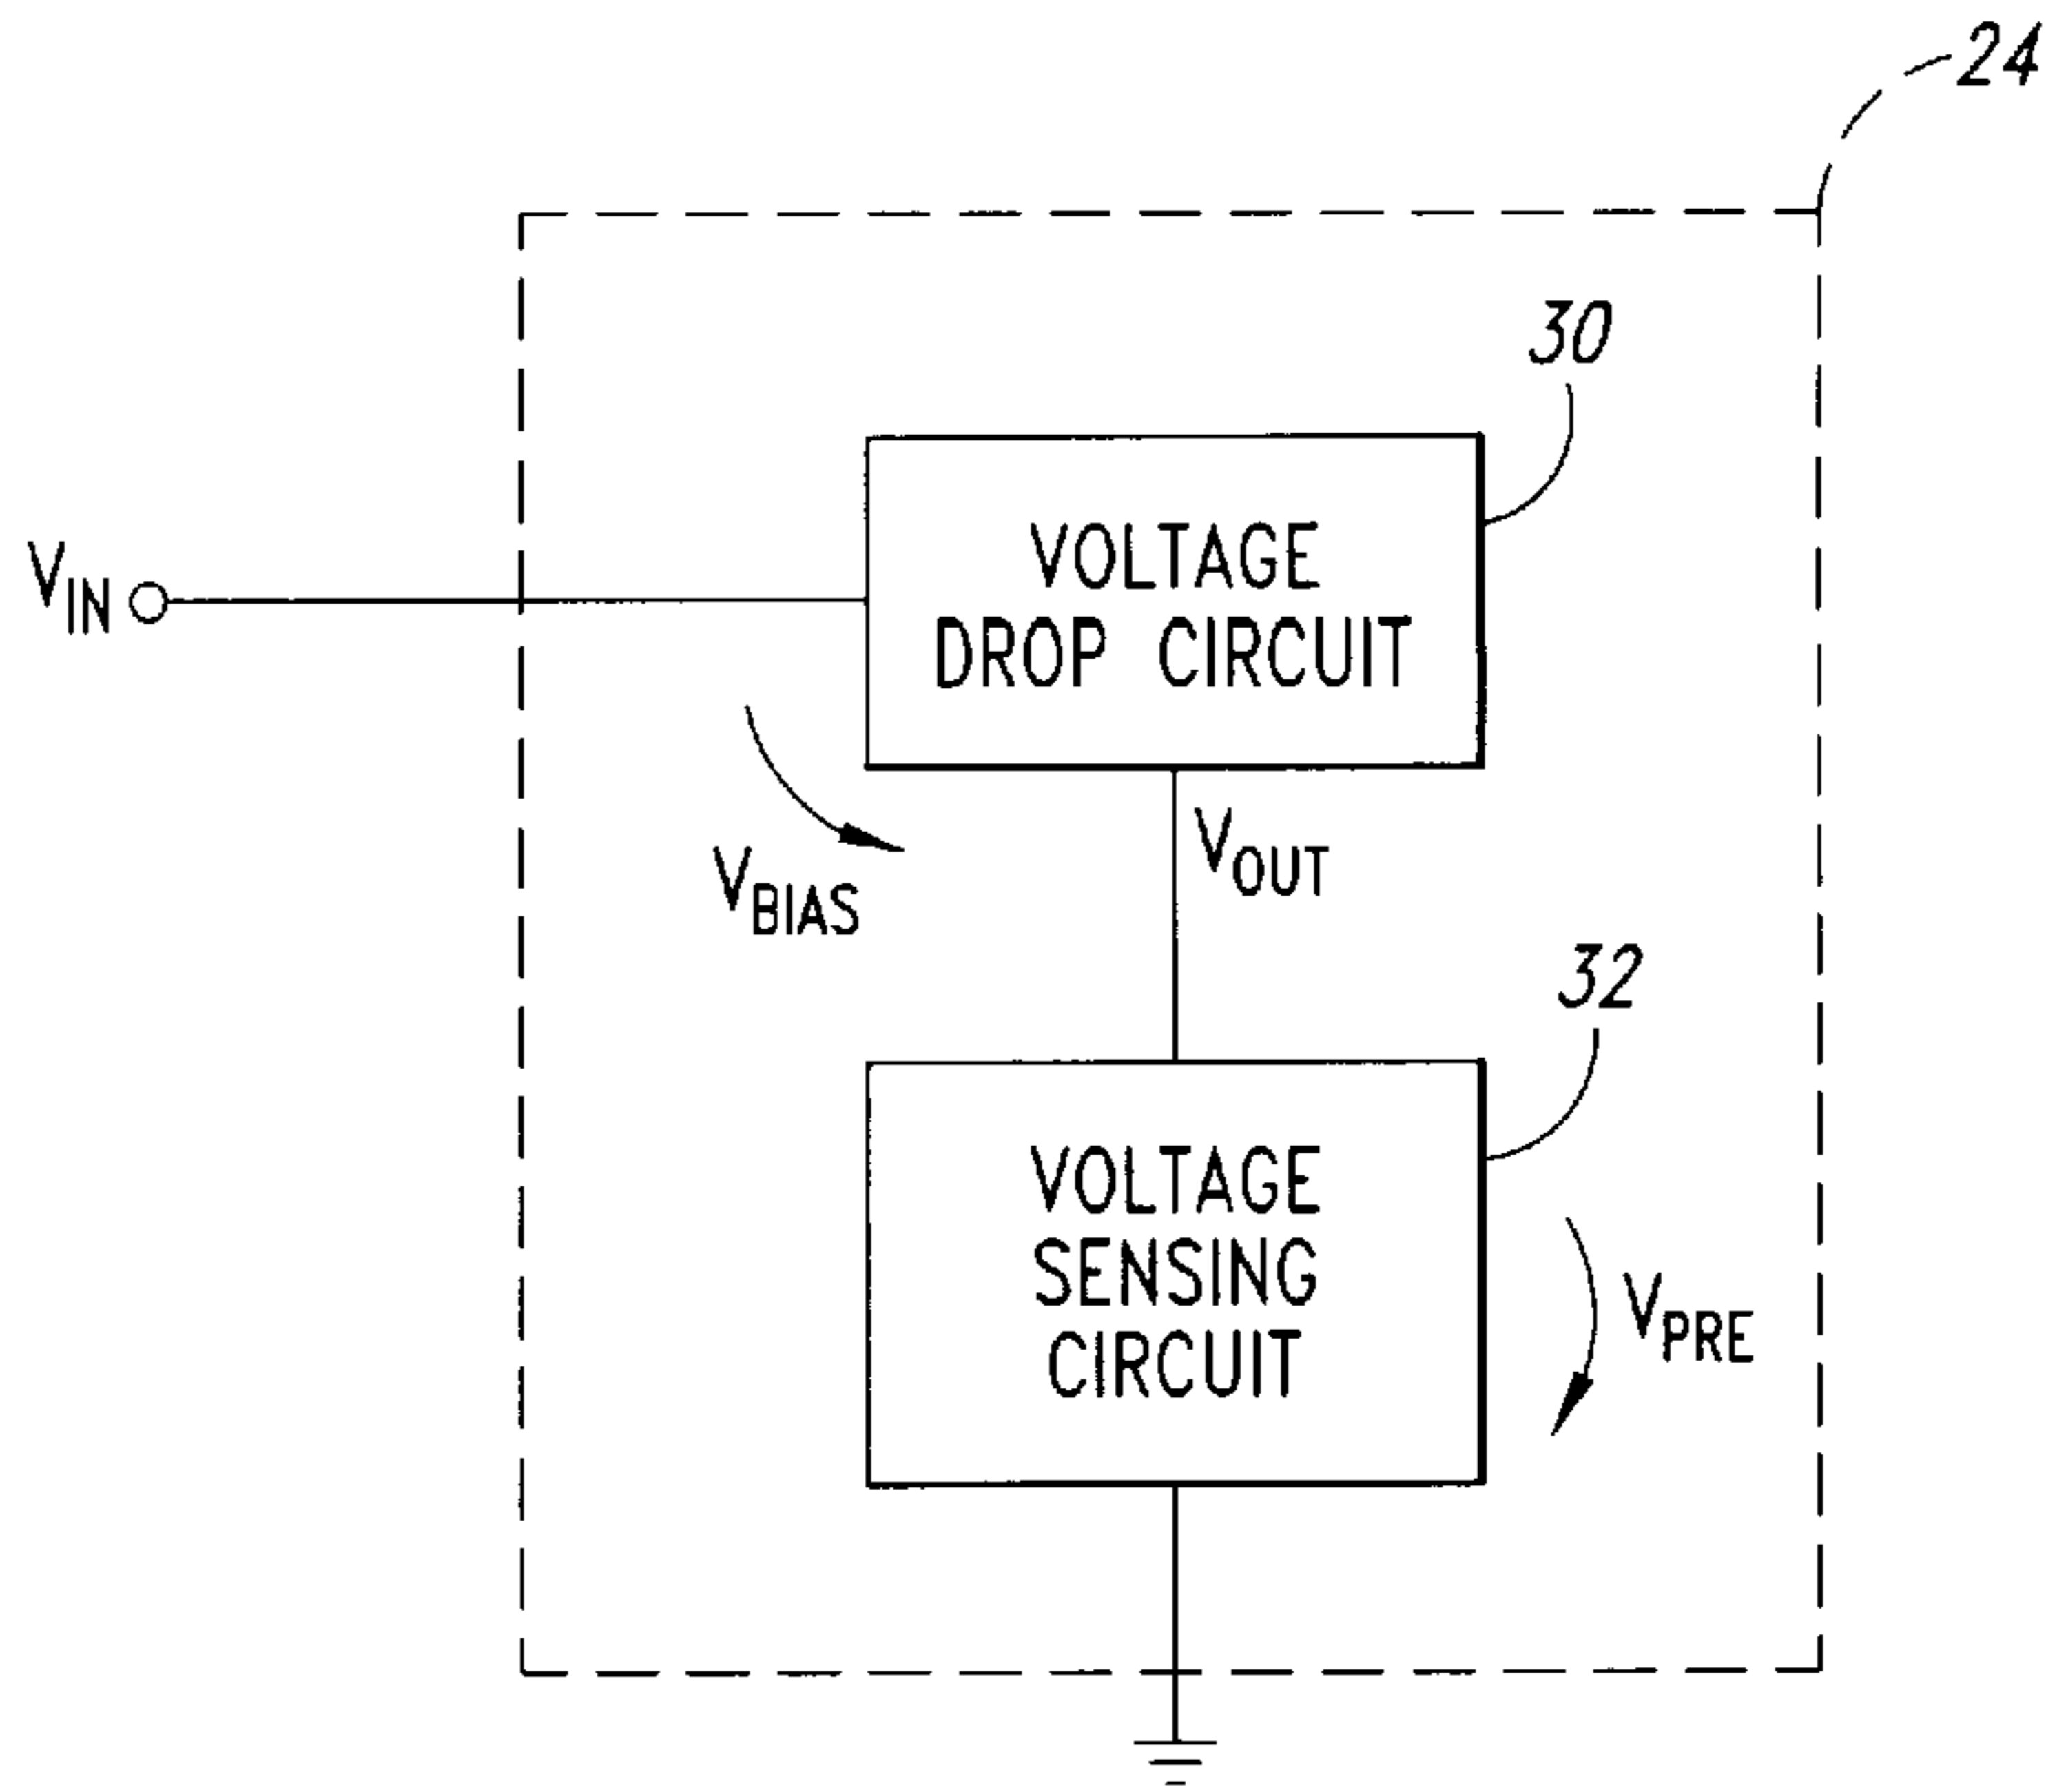 24
30
VOLTAGE
DROP CIRCUIT
VIN
VOUT
VBIAS
32
VOLTAGE
SENSING
CIRCUIT
VPRE